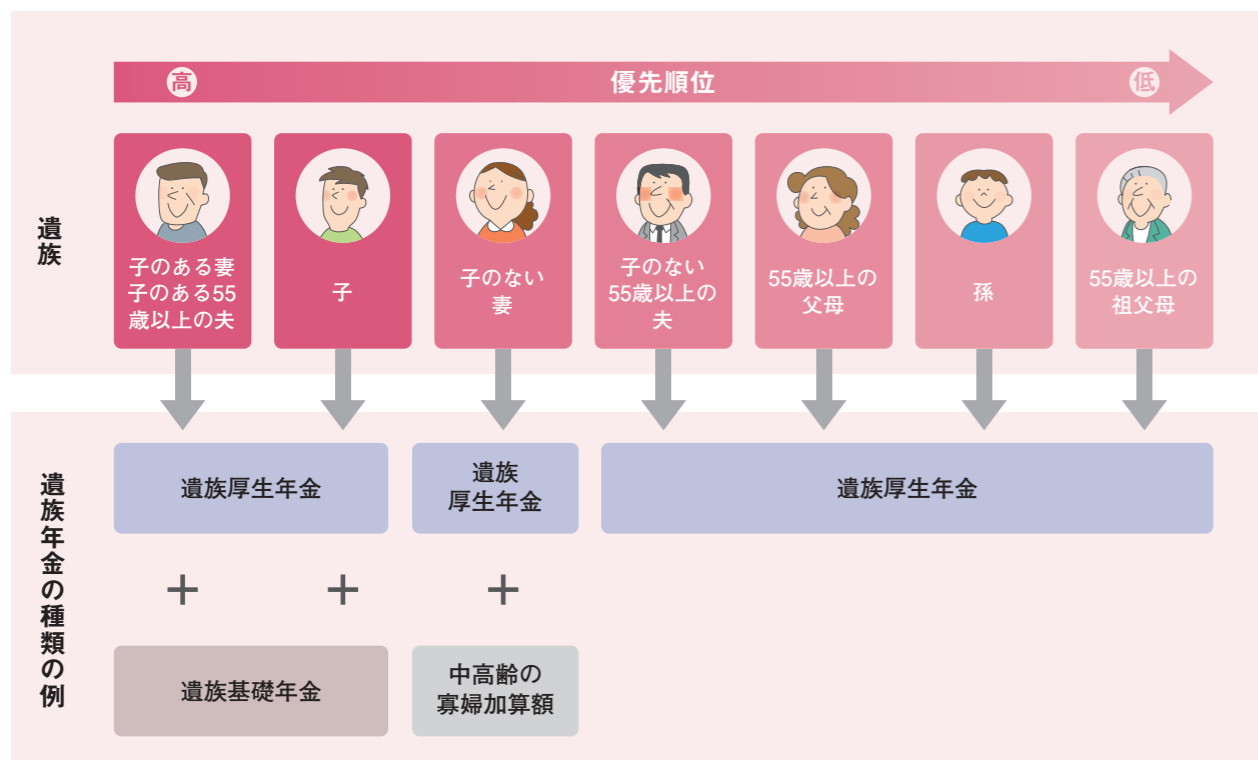 高
優先順位
低
遺族
子のある妻
子のある55
歳以上の夫
子
子のない
妻
子のない
55歳以上の
夫
55歳以上の
父母
孫
55歳以上の
祖父母
遺族年金の種類の例
遺族厚生年金
遺族
厚生年金
遺族厚生年金
＋
＋
＋
遺族基礎年金
中高齢の
寡婦加算額